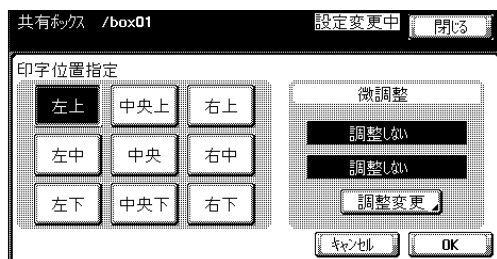 共有ﾎﾞｯｸｽ /box01 設定変更中 閉じる
印字位置指定
微調整
左上 中央上 右上
調整しない
左中 中央 右中
調整しない
左下 中央下 右下
調整変更
ｷｬﾝｾﾙ OK